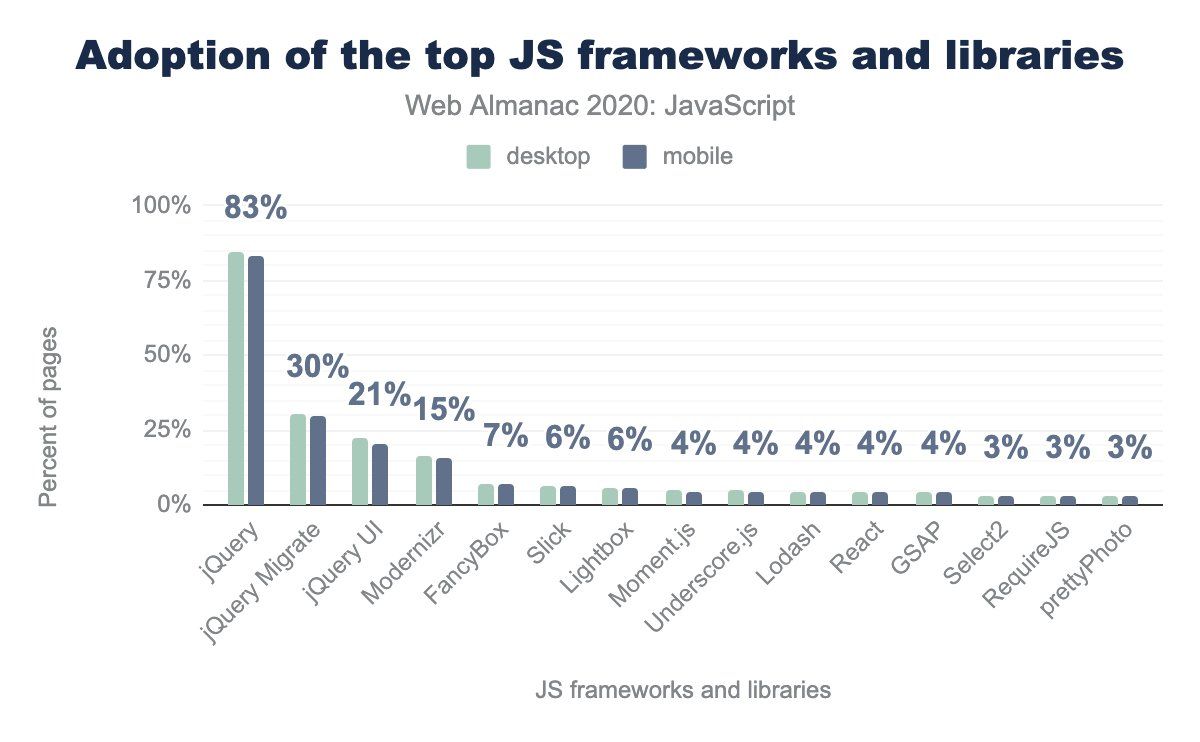 Adoption of the top JS frameworks and libraries
Web Almanac 2020: JavaScript
desktop
mobile
100%
75%
50%
25%
0%
Percent of pages
83%
30%
21%
15%
7%
6%
6%
4%
4%
4%
4%
4%
3%
3%
3%
jQuery
jQuery Migrate
jQuery UI
Modernizr
FancyBox
Slick
Lightbox
Moment.js
Underscore.js
Lodash
React
GSAP
Select2
RequireJS
prettyPhoto
JS frameworks and libraries